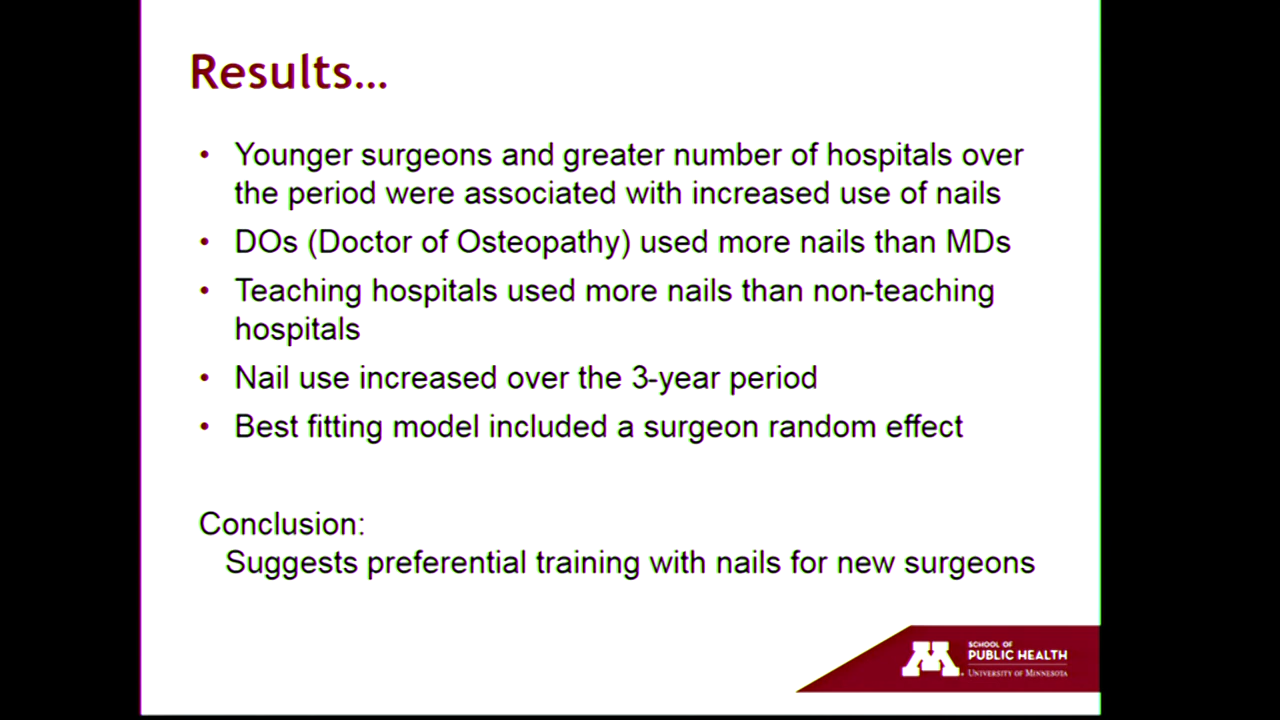 Results...
• Younger surgeons and greater number of hospitals over
the period were associated with increased use of nails
• DOs (Doctor of Osteopathy) used more nails than MDs
• Teaching hospitals used more nails than non-teaching
hospitals
• Nail use increased over the 3-year period
• Best fitting model included a surgeon random effect
Conclusion:
Suggests preferential training with nails for new surgeons
M
SCHOOL OF
PUBLIC HEALTH
UNIVERSITY OF MINNESOTA